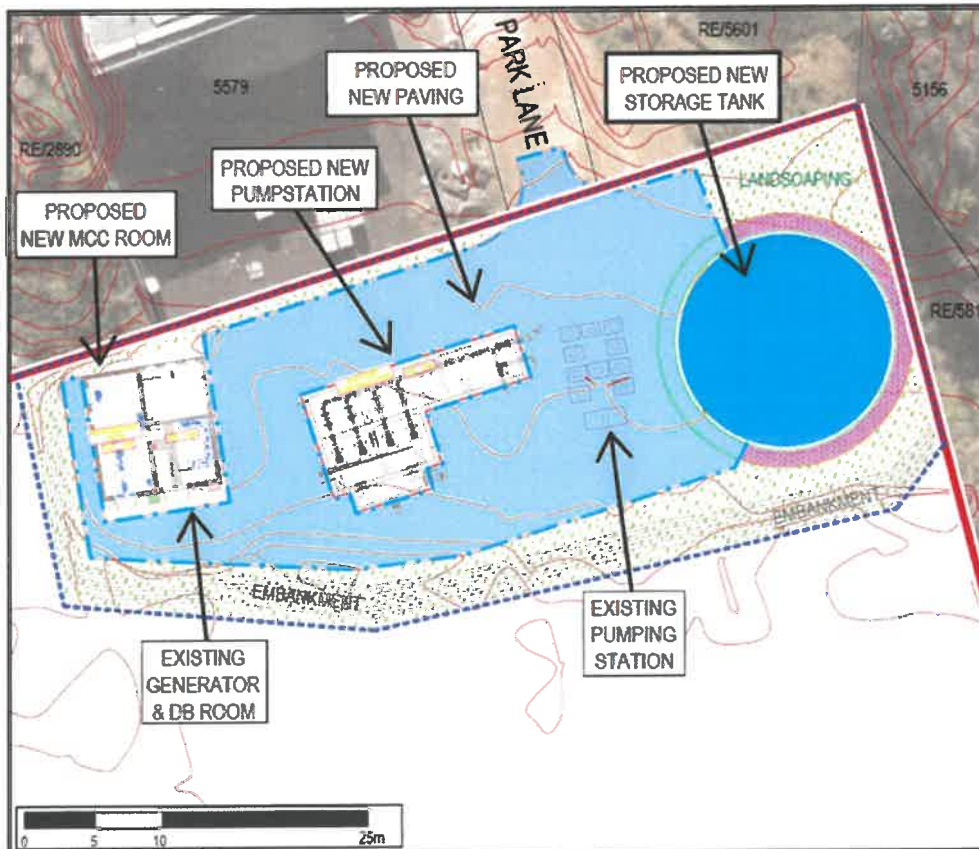 PARK LANE
RE/5601
PROPOSED
NEW PAVING
PROPOSED NEW
STORAGE TANK
5579
5156
RE/2890
PROPOSED NEW
PUMPSTATION
LANDSCAPING
PROPOSED
NEW MCC ROOM
RE/581
EMBANKMENT
EMBANKMENT
EXISTING
GENERATOR
& DB ROOM
EXISTING
PUMPING
STATION
0 5 10 25m